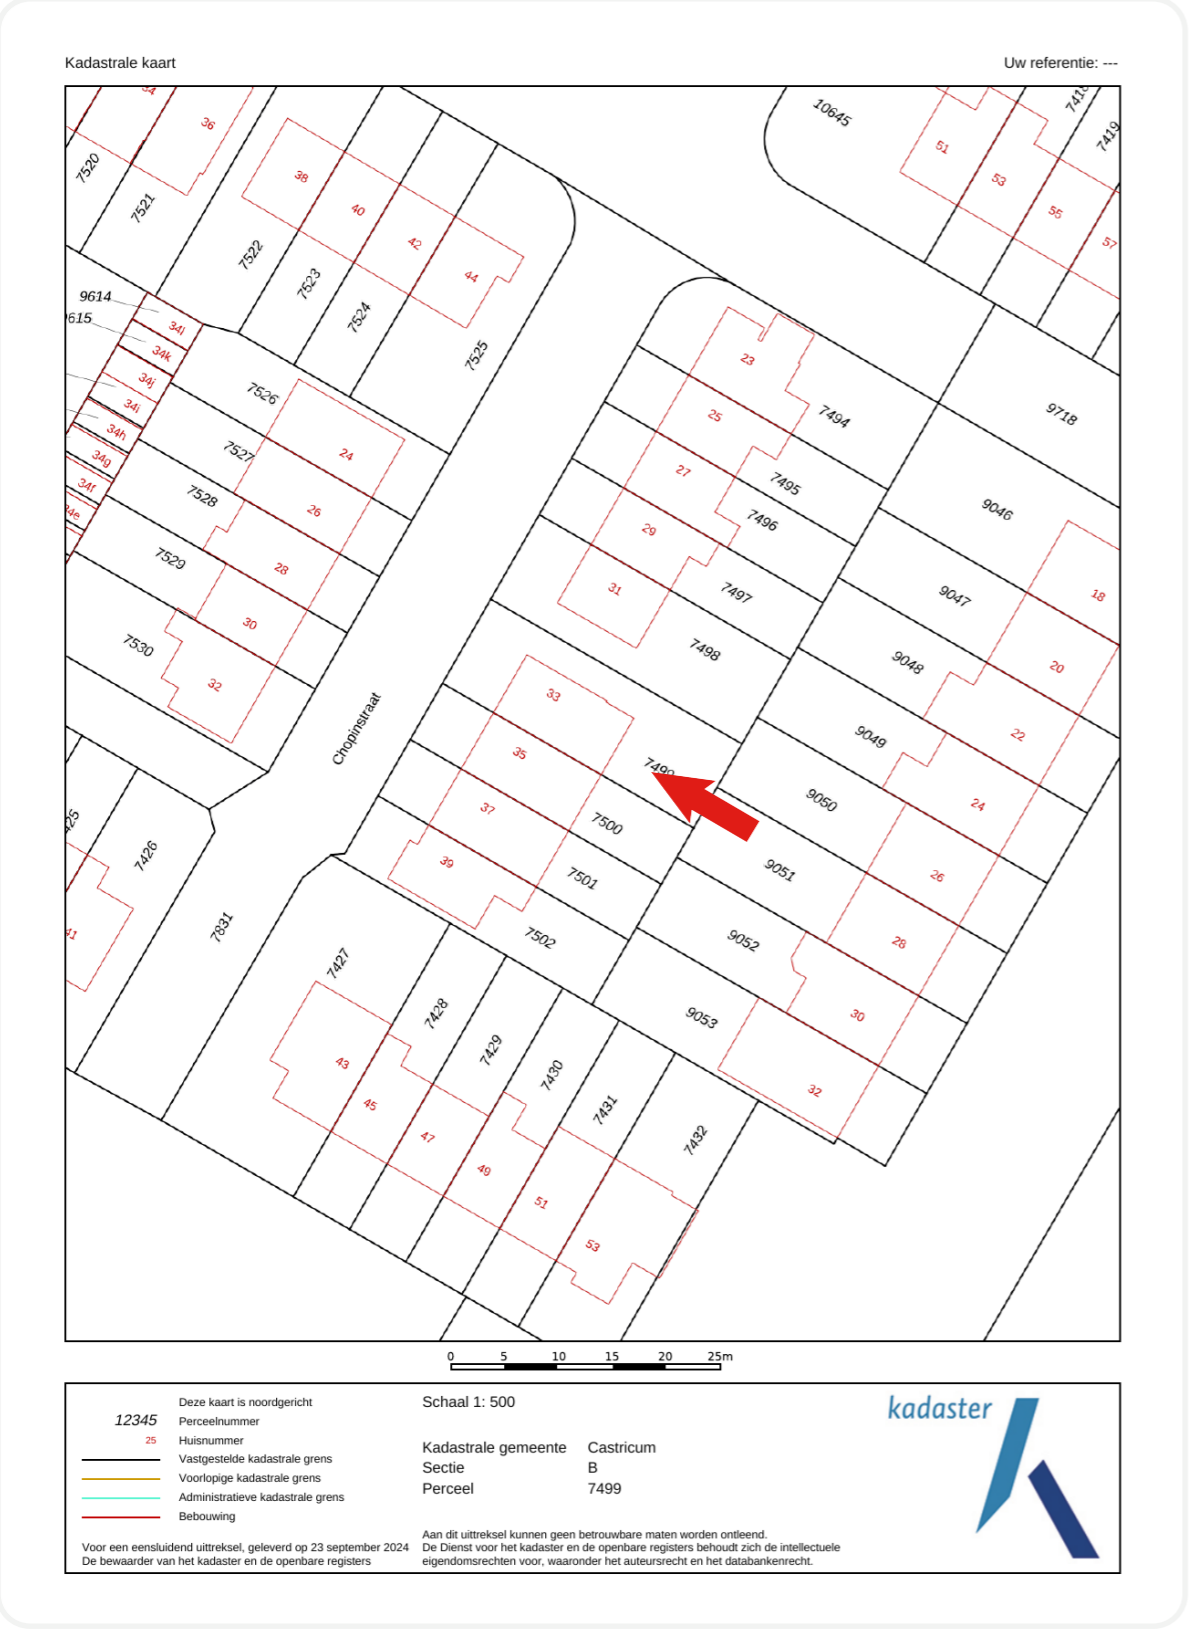 Kadastrale kaart
Uw referentie: ---
10645
7418
7419
34
36
51
53
55
57
7520
7521
38
40
42
44
7522
7523
7524
7525
9614
9615
34l
34k
34j
34i
34h
34g
34f
34e
7526
7527
7528
7529
7530
24
26
28
30
32
23
25
27
29
31
7494
7495
7496
7497
7498
9718
9046
9047
9048
9049
9050
9051
9052
9053
18
20
22
24
26
28
30
32
Chopinstraat
33
35
37
39
7499
7500
7501
7502
7426
41
7831
7427
7428
7429
7430
7431
7432
43
45
47
49
51
53
0 5 10 15 20 25m
Deze kaart is noordgericht
12345 Perceelnummer
25 Huisnummer
Vastgestelde kadastrale grens
Voorlopige kadastrale grens
Administratieve kadastrale grens
Bebouwing
Voor een eensluidend uittreksel, geleverd op 23 september 2024
De bewaarder van het kadaster en de openbare registers
Schaal 1: 500
Kadastrale gemeente Castricum
Sectie B
Perceel 7499
Aan dit uittreksel kunnen geen betrouwbare maten worden ontleend.
De Dienst voor het kadaster en de openbare registers behoudt zich de intellectuele
eigendomsrechten voor, waaronder het auteursrecht en het databankenrecht.
kadaster